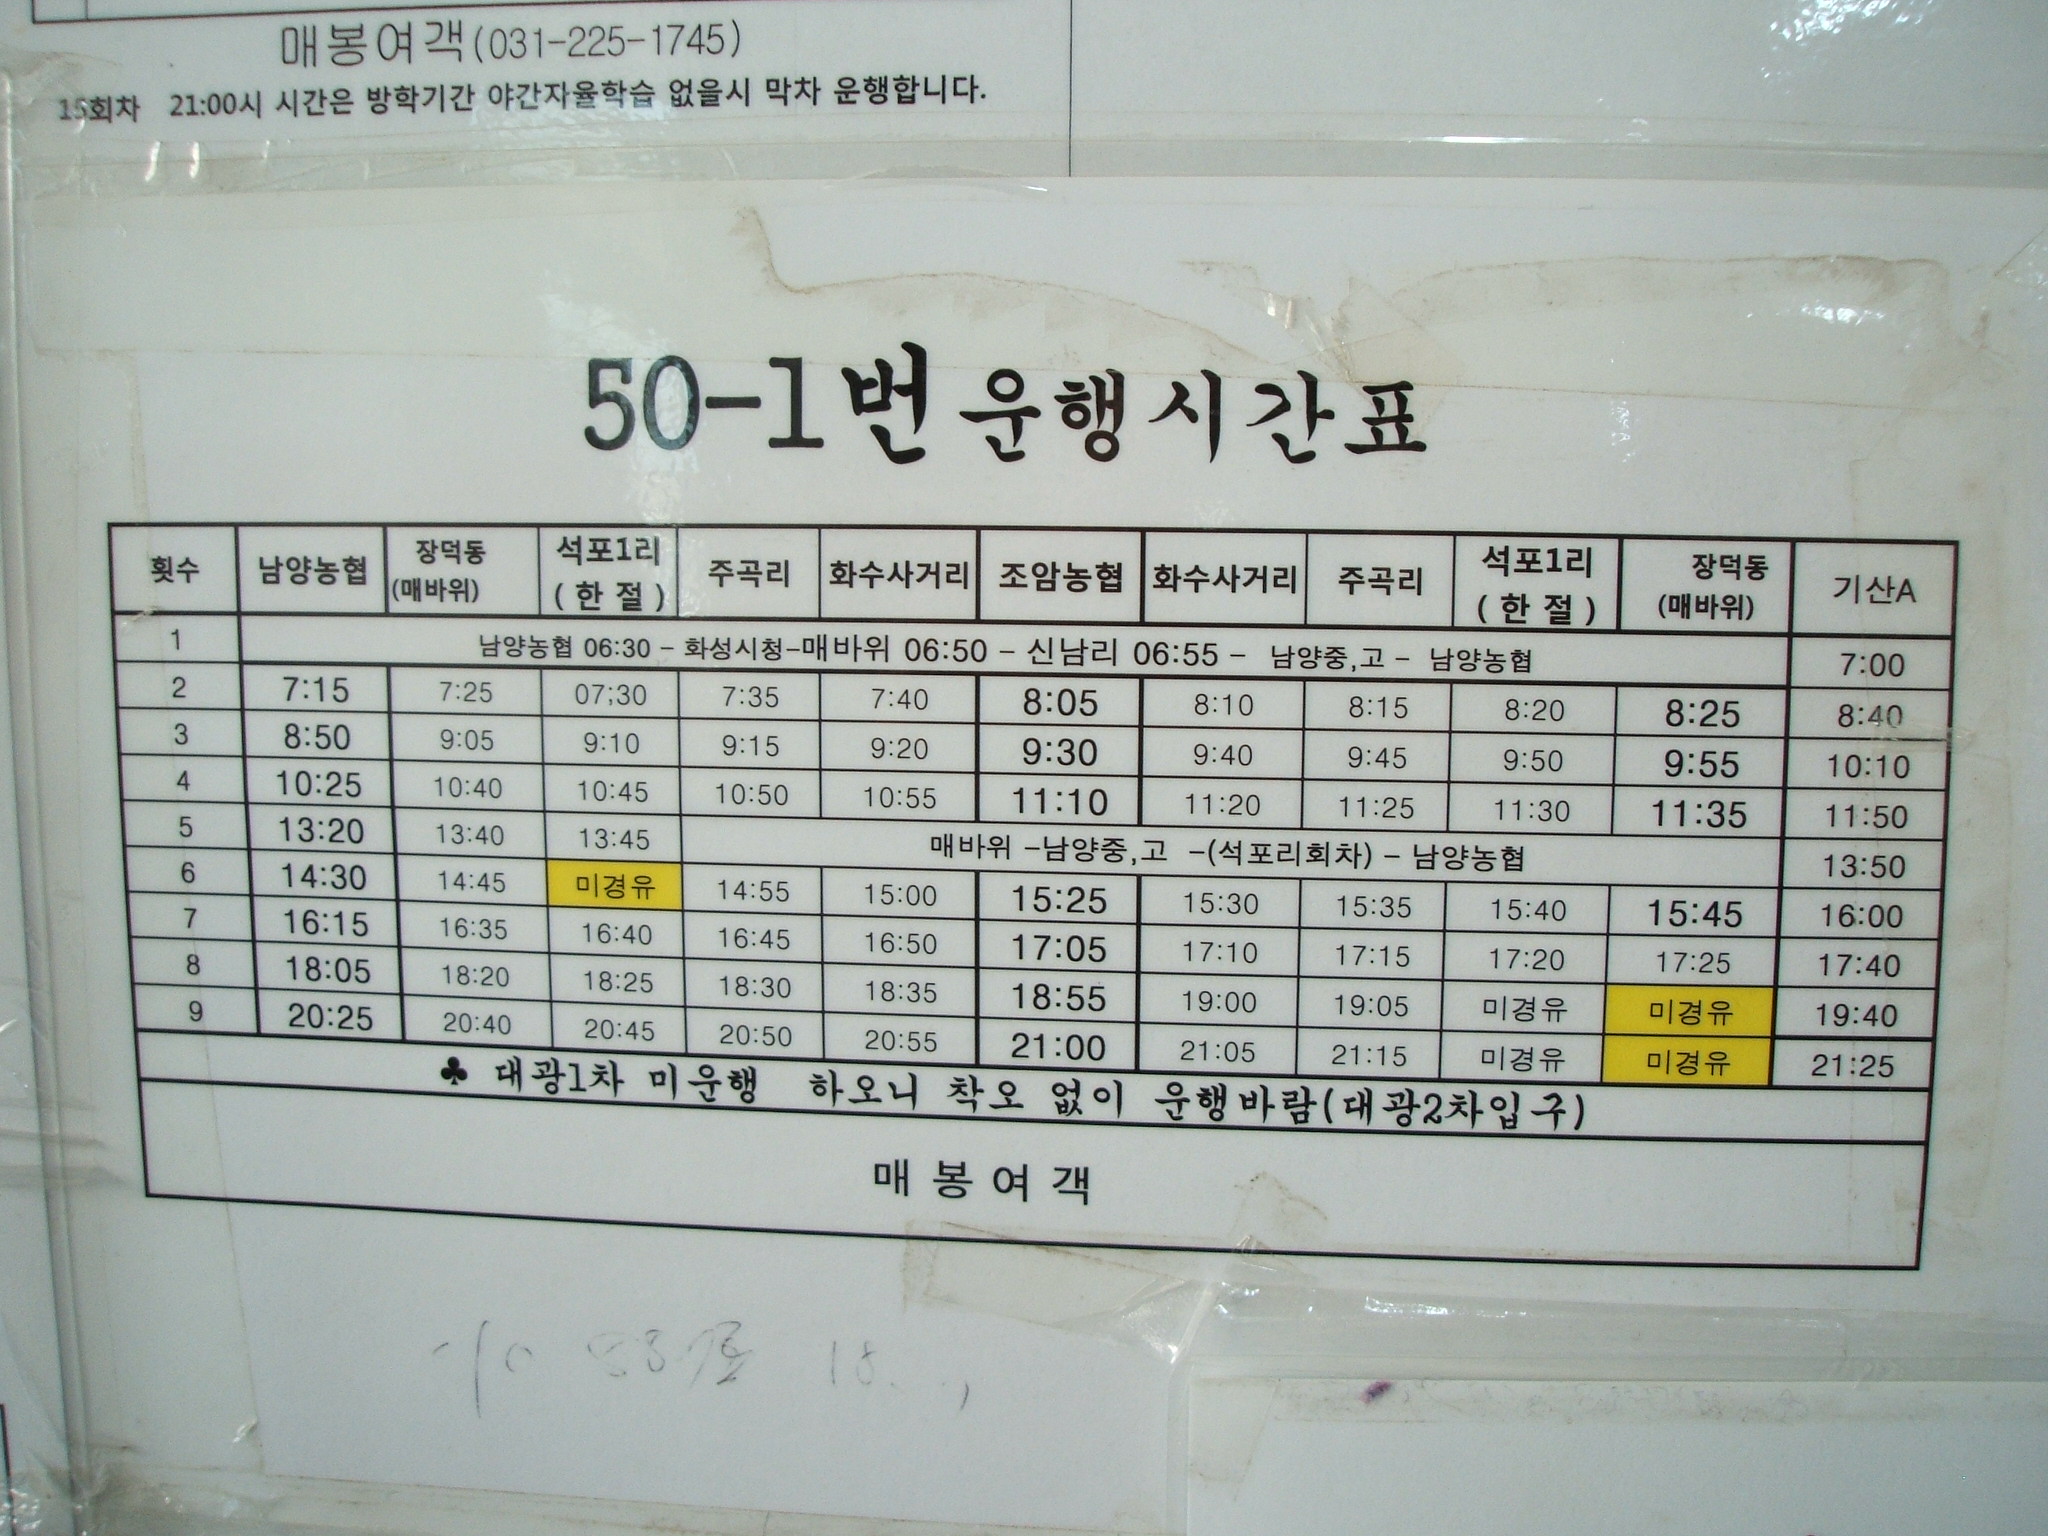 매봉여객(031-225-1745)
15회차 21:00시 시간은 방학기간 야간자율학습 없을시 막차 운행합니다.
50-1번 운행시간표
횟수 남양농협 장덕동 (매바위) 석포1리 (한절) 주곡리 화수사거리 조암농협 화수사거리 주곡리 석포1리 (한절) 장덕동 (매바위) 기산A
1 남양농협 06:30 - 화성시청-매바위 06:50 - 신남리 06:55 - 남양중,고 - 남양농협 7:00
2 7:15 7:25 07;30 7:35 7:40 8:05 8:10 8:15 8:20 8:25 8:40
3 8:50 9:05 9:10 9:15 9:20 9:30 9:40 9:45 9:50 9:55 10:10
4 10:25 10:40 10:45 10:50 10:55 11:10 11:20 11:25 11:30 11:35 11:50
5 13:20 13:40 13:45 매바위 -남양중,고 -(석포리회차) - 남양농협 13:50
6 14:30 14:45 미경유 14:55 15:00 15:25 15:30 15:35 15:40 15:45 16:00
7 16:15 16:35 16:40 16:45 16:50 17:05 17:10 17:15 17:20 17:25 17:40
8 18:05 18:20 18:25 18:30 18:35 18:55 19:00 19:05 미경유 미경유 19:40
9 20:25 20:40 20:45 20:50 20:55 21:00 21:05 21:15 미경유 미경유 21:25
♣ 대광1차 미운행 하오니 착오 없이 운행바람(대광2차입구)
매봉여객